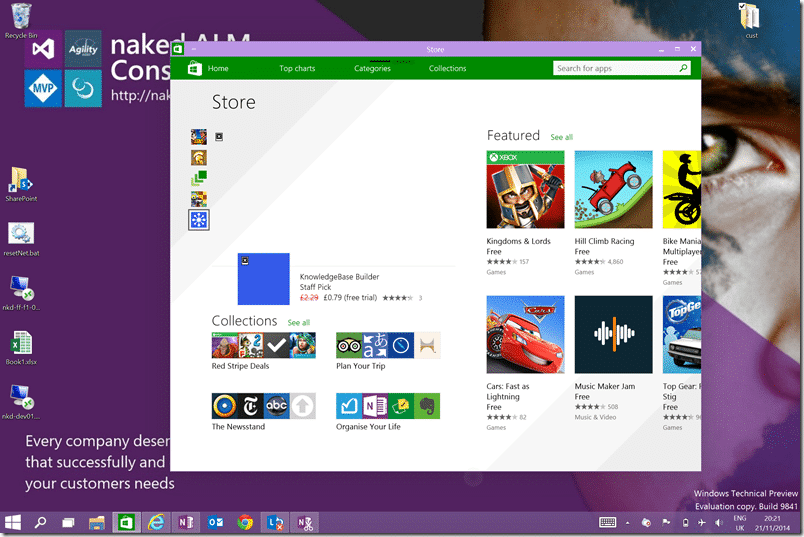 Recycle Bin
cust
Agility
MVP
naked ALM
Cons
http://nak
Store
Home
Top charts
Categories
Collections
Search for apps
Store
Featured
See all
XBOX
Kingdoms & Lords
Free
157
Games
Hill Climb Racing
Free
4,860
Games
Bike Mania
Multiplayer
Free
Games
KnowledgeBase Builder
Staff Pick
£2.29 £0.79 (free trial)
3
Collections
See all
Red Stripe Deals
Plan Your Trip
abc
The Newsstand
Organise Your Life
Cars
Cars: Fast as
Lightning
Free
82
Games
Music Maker Jam
Free
508
Music & Video
TopGear
Top Gear:
Stig
Free
Games
SharePoint
resetNet.bat
nkd-ff-f1-0...
Book1.xlsx
nkd-dev01....
Every company deser
that successfully and
your customers needs
Windows Technical Preview
Evaluation copy. Build 9841
ENG
UK
20:21
21/11/2014